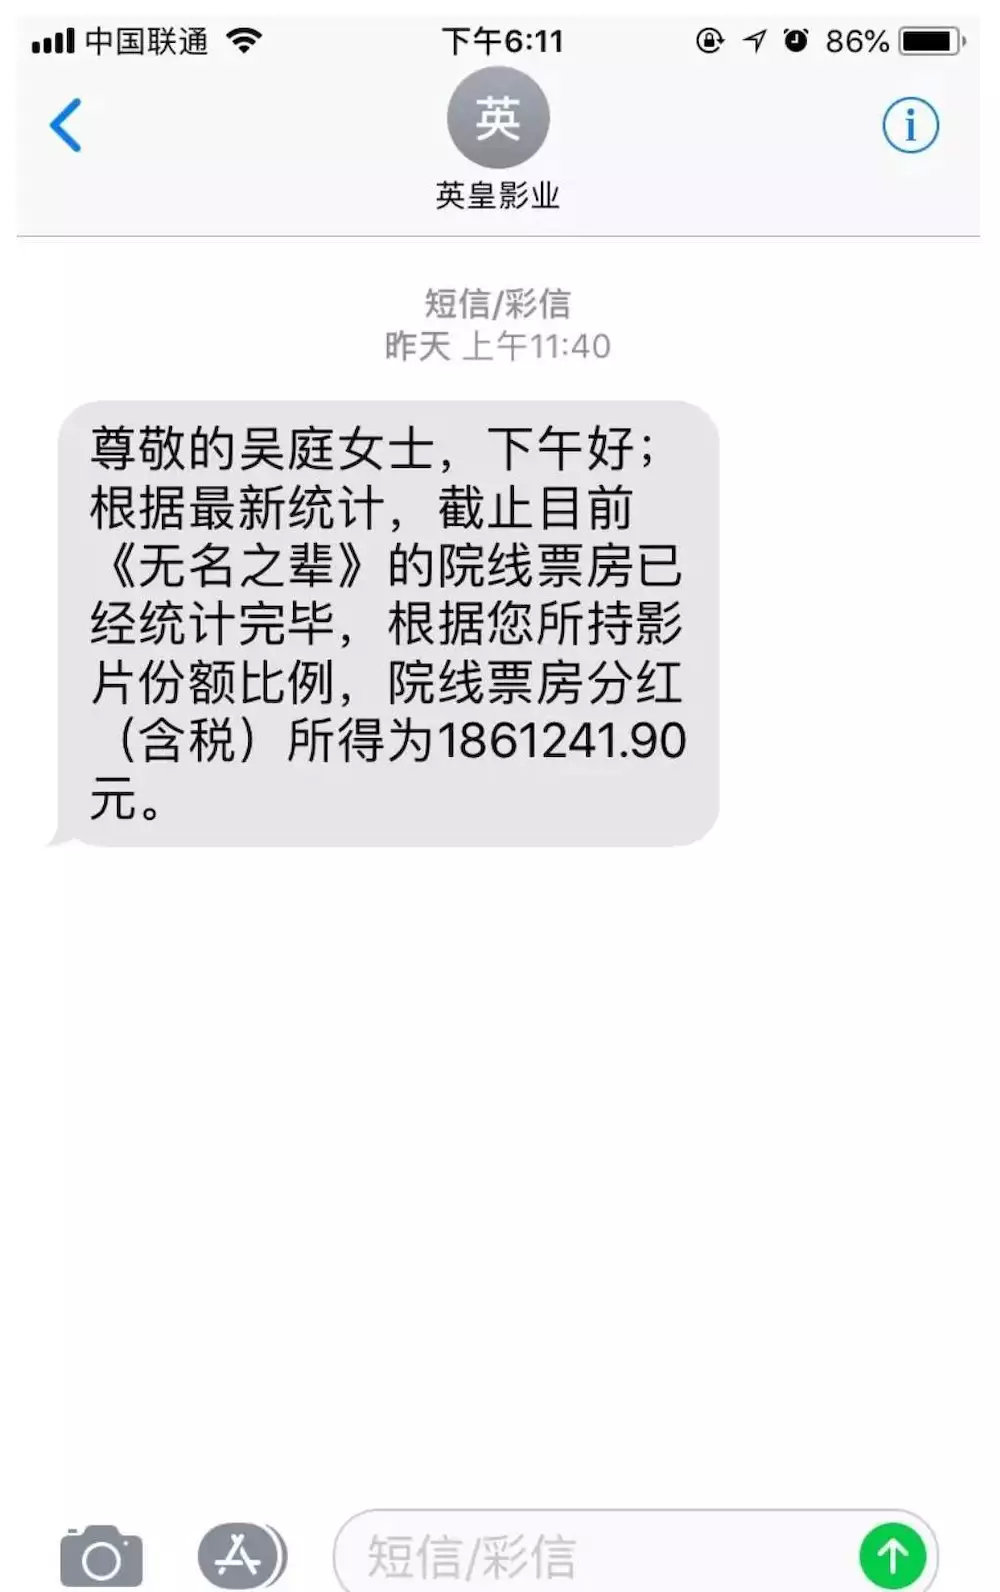 中国联通
下午6:11
86%
英
英皇影业
短信/彩信
昨天 上午11:40
尊敬的吴庭女士，下午好；
根据最新统计，截止目前
《无名之辈》的院线票房已
经统计完毕，根据您所持影
片份额比例，院线票房分红
（含税）所得为1861241.90
元。
短信/彩信